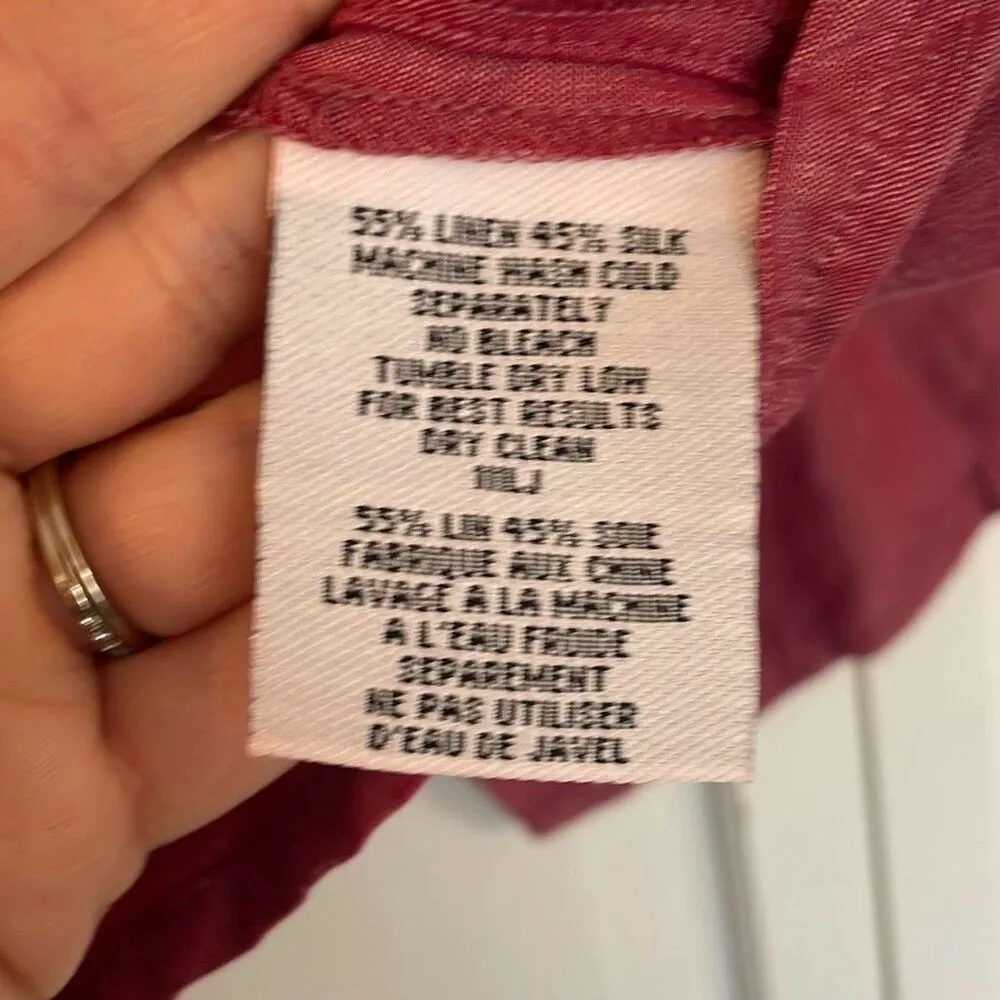 55% LINEN 45% SILK
MACHINE WASH COLD
SEPARATELY
NO BLEACH
TUMBLE DRY LOW
FOR BEST RESULTS
DRY CLEAN
55% LIN 45% SOIE
FABRIQUE AUX CHINE
LAVAGE A LA MACHINE
A L'EAU FROIDE
SEPAREMENT
NE PAS UTILISER
D'EAU DE JAVEL